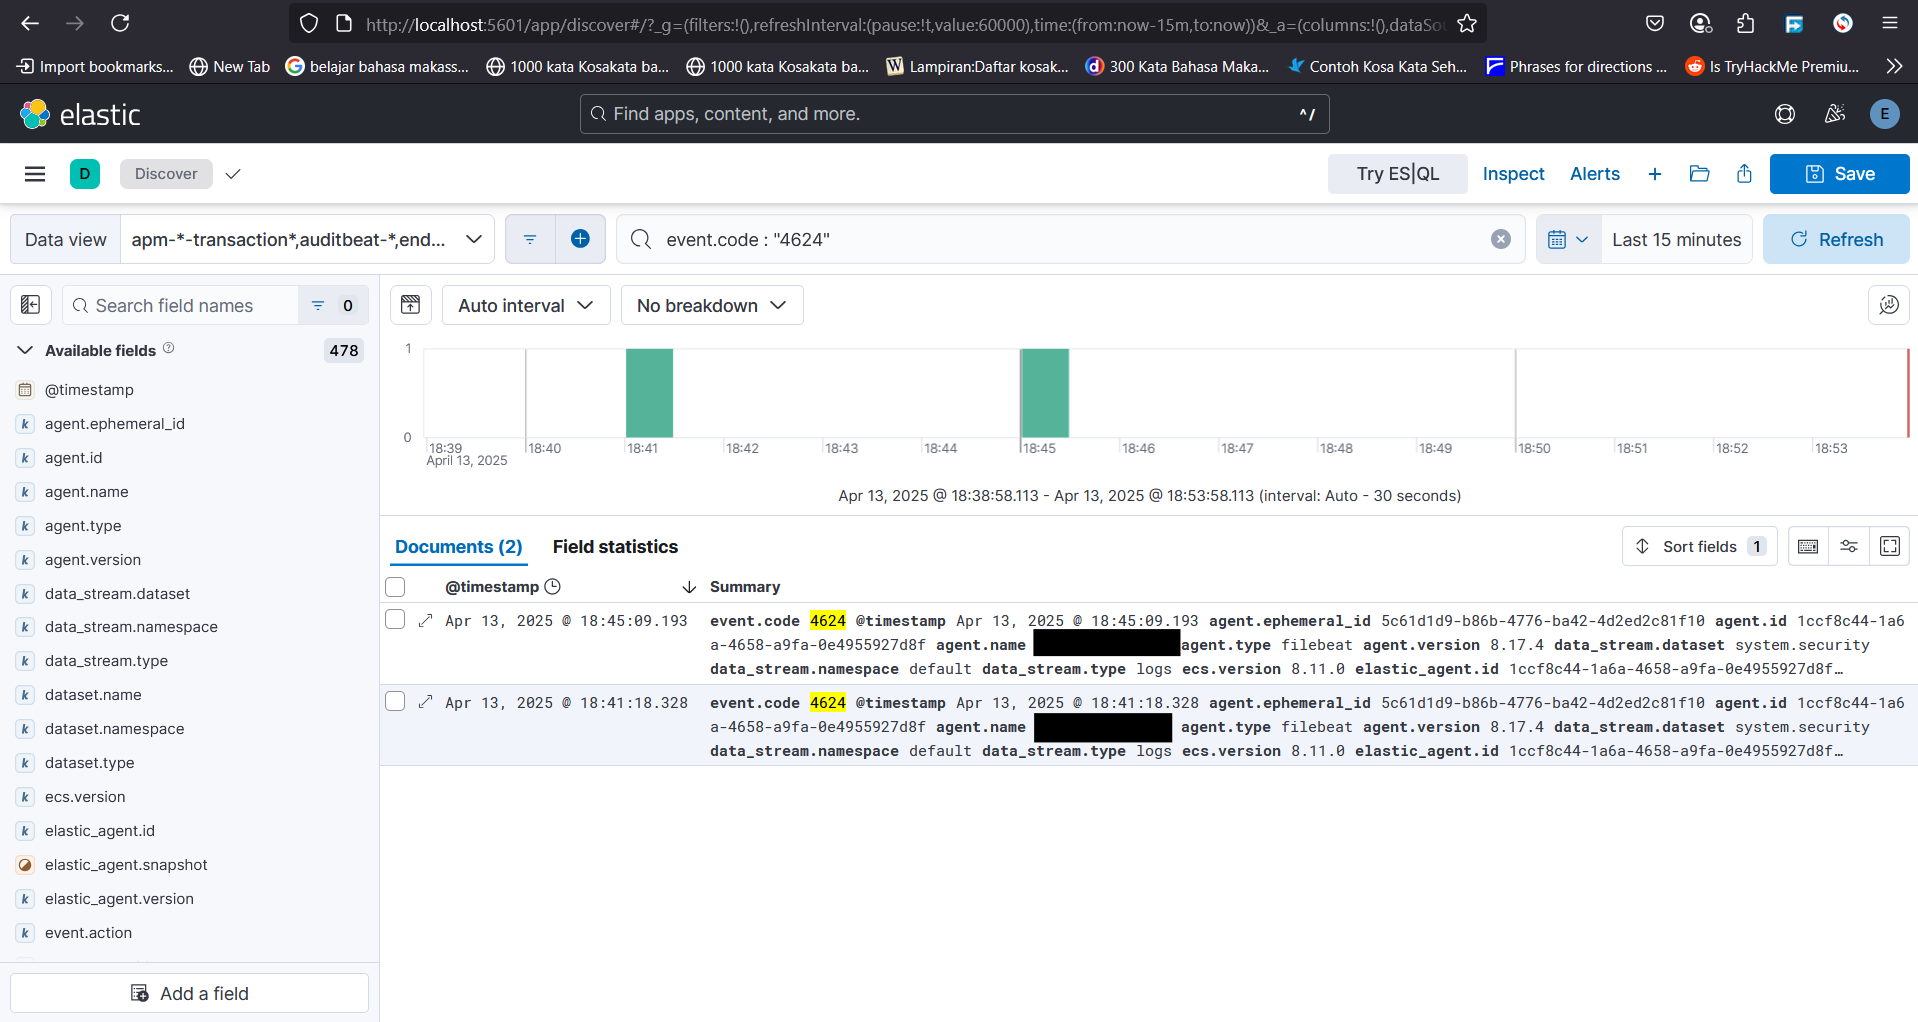 http://localhost:5601/app/discover#/?_g=(filters:!(),refreshInterval:(pause:!t,value:60000),time:(from:now-15m,to:now))&_a=(columns:!(),dataSou
Import bookmarks... New Tab belajar bahasa makass... 1000 kata Kosakata ba... 1000 kata Kosakata ba... Lampiran:Daftar kosak... 300 Kata Bahasa Maka... Contoh Kosa Kata Seh... Phrases for directions ... Is TryHackMe Premiu...
elastic Find apps, content, and more. ^/ E
D Discover Try ES|QL Inspect Alerts Save
Data view apm-*-transaction*,auditbeat-*,end... event.code : "4624" Last 15 minutes Refresh
Search field names 0 Auto interval No breakdown
Available fields 478
@timestamp
agent.ephemeral_id
agent.id
agent.name
agent.type
agent.version
data_stream.dataset
data_stream.namespace
data_stream.type
dataset.name
dataset.namespace
dataset.type
ecs.version
elastic_agent.id
elastic_agent.snapshot
elastic_agent.version
event.action
Add a field
1
0
18:39 18:40 18:41 18:42 18:43 18:44 18:45 18:46 18:47 18:48 18:49 18:50 18:51 18:52 18:53
April 13, 2025
Apr 13, 2025 @ 18:38:58.113 - Apr 13, 2025 @ 18:53:58.113 (interval: Auto - 30 seconds)
Documents (2) Field statistics Sort fields 1
@timestamp Summary
Apr 13, 2025 @ 18:45:09.193 event.code 4624 @timestamp Apr 13, 2025 @ 18:45:09.193 agent.ephemeral_id 5c61d1d9-b86b-4776-ba42-4d2ed2c81f10 agent.id 1ccf8c44-1a6
a-4658-a9fa-0e4955927d8f agent.name agent.type filebeat agent.version 8.17.4 data_stream.dataset system.security
data_stream.namespace default data_stream.type logs ecs.version 8.11.0 elastic_agent.id 1ccf8c44-1a6a-4658-a9fa-0e4955927d8f…
Apr 13, 2025 @ 18:41:18.328 event.code 4624 @timestamp Apr 13, 2025 @ 18:41:18.328 agent.ephemeral_id 5c61d1d9-b86b-4776-ba42-4d2ed2c81f10 agent.id 1ccf8c44-1a6
a-4658-a9fa-0e4955927d8f agent.name agent.type filebeat agent.version 8.17.4 data_stream.dataset system.security
data_stream.namespace default data_stream.type logs ecs.version 8.11.0 elastic_agent.id 1ccf8c44-1a6a-4658-a9fa-0e4955927d8f…